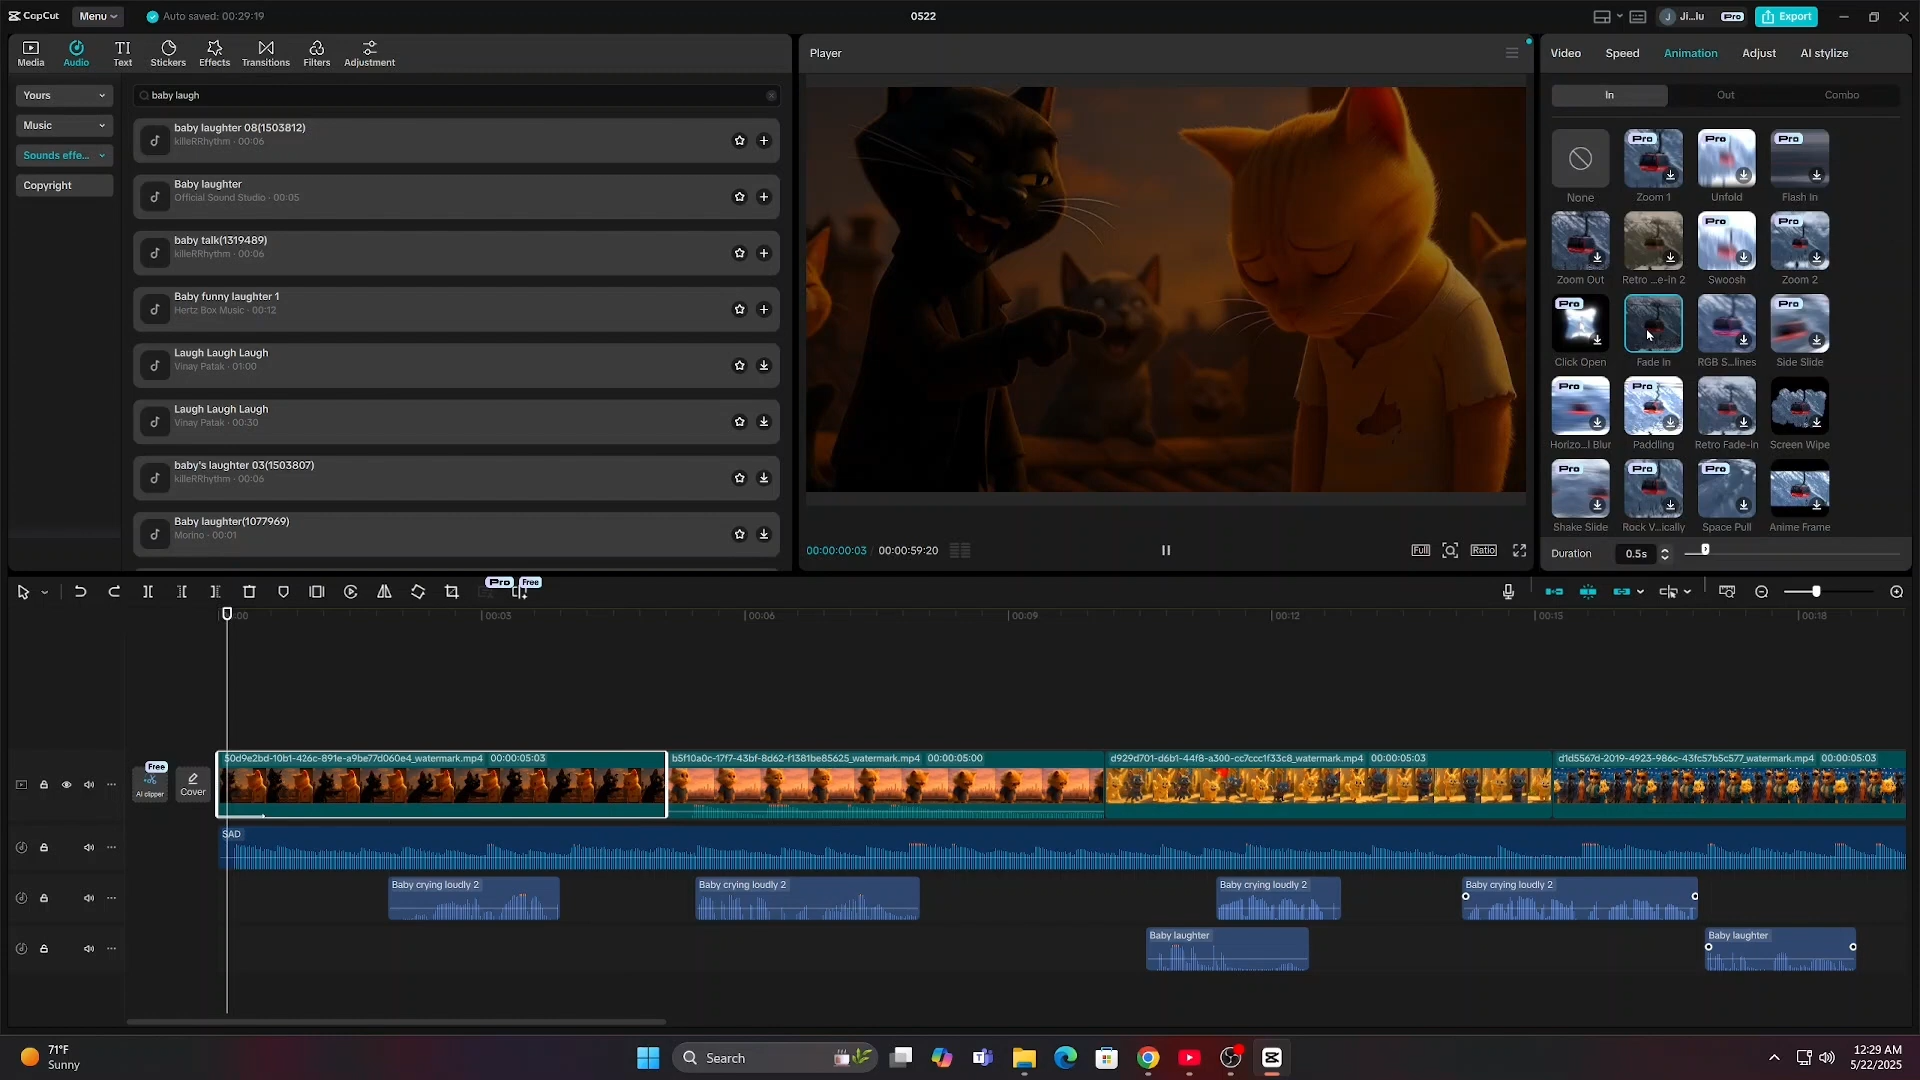 CapCut
Menu
Auto saved: 00:29:19
0522
J
Ji...lu
Pro
Export
Media
Audio
TI
Text
Stickers
Effects
Transitions
Filters
Adjustment
Yours
Music
Sounds effe...
Copyright
baby laugh
baby laughter 08(1503812)
killeRRhythm · 00:06
Baby laughter
Official Sound Studio · 00:05
baby talk(1319489)
killeRRhythm · 00:06
Baby funny laughter 1
Hertz Box Music · 00:12
Laugh Laugh Laugh
Vinay Patak · 01:00
Laugh Laugh Laugh
Vinay Patak · 00:30
baby's laughter 03(1503807)
killeRRhythm · 00:06
Baby laughter(1077969)
Morino · 00:01
Player
00:00:00:03 / 00:00:59:20
Full
Ratio
Video
Speed
Animation
Adjust
AI stylize
In
Out
Combo
None
Pro
Zoom 1
Pro
Unfold
Pro
Flash In
Zoom Out
Retro ...e-in 2
Pro
Swoosh
Pro
Zoom 2
Pro
Click Open
Fade In
RGB S...lines
Pro
Side Slide
Pro
Horizo...l Blur
Pro
Paddling
Retro Fade-in
Screen Wipe
Pro
Shake Slide
Pro
Rock V...ically
Pro
Space Pull
Anime Frame
Duration
0.5s
Pro
Free
:00
00:03
00:06
00:09
00:12
00:15
00:18
Free
AI clipper
Cover
50d9e2bd-10b1-426c-891e-a9be77d060e4_watermark.mp4 00:00:05:03
b5f10a0c-17f7-43bf-8d62-f1381be85625_watermark.mp4 00:00:05:00
d929d701-d6b1-44f8-a300-cc7ccc1f33c8_watermark.mp4 00:00:05:03
d1d5567d-2019-4923-986c-43fc57b5c577_watermark.mp4 00:00:05:03
SAD
Baby crying loudly 2
Baby crying loudly 2
Baby crying loudly 2
Baby crying loudly 2
Baby laughter
Baby laughter
71°F
Sunny
Search
12:29 AM
5/22/2025